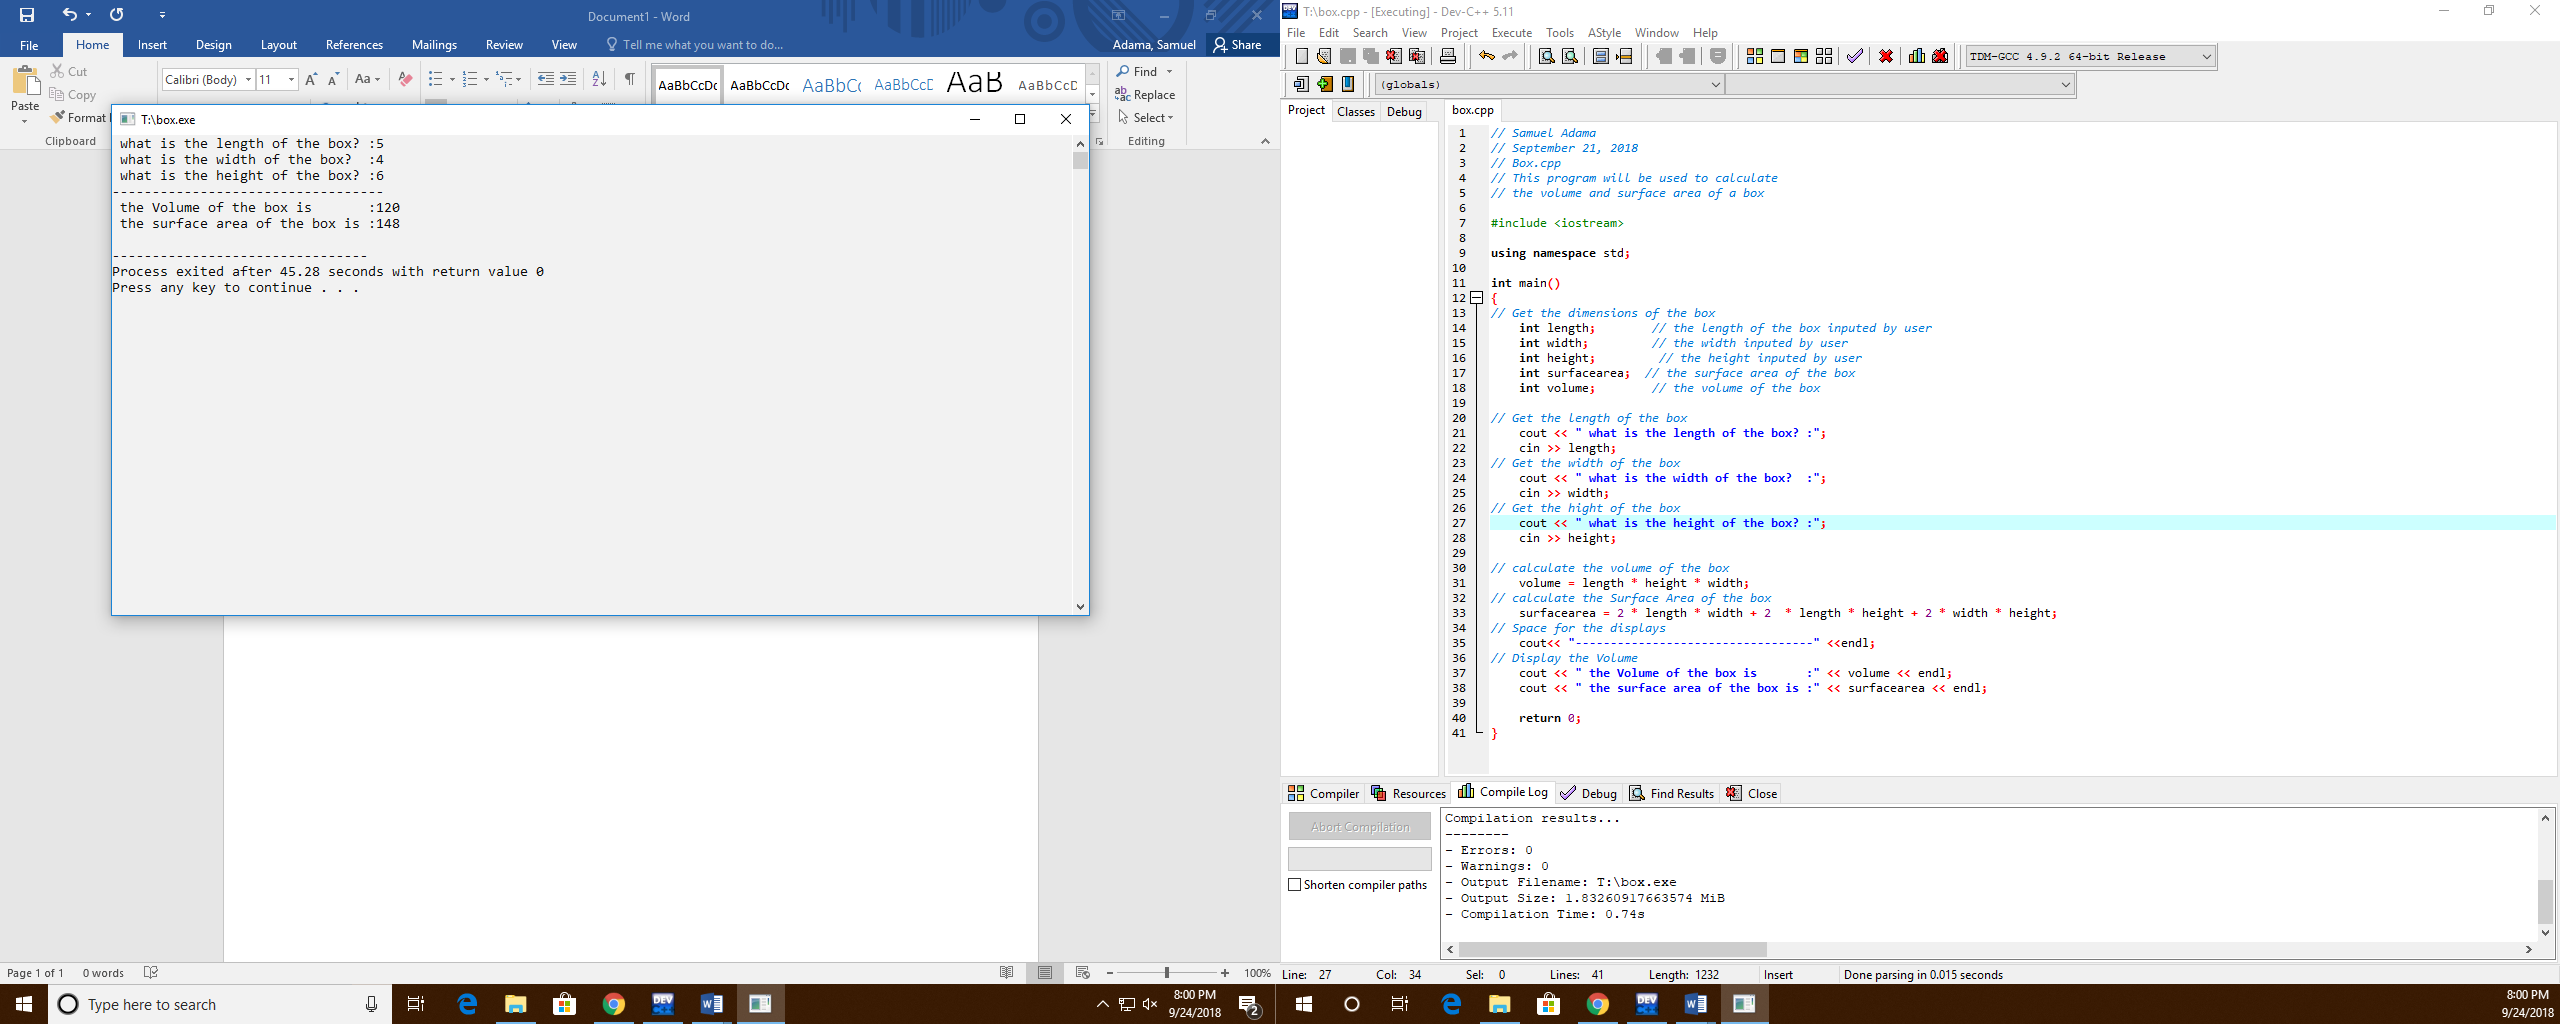 Document1 - Word
File Home Insert Design Layout References Mailings Review View Tell me what you want to do... Adama, Samuel Share
Paste
Cut
Copy
Format
Clipboard
Calibri (Body) 11 Aa
AaBbCcDc AaBbCcDc AaBbCc AaBbCcD AaB AaBbCcD
Find
Replace
Select
Editing
T:\box.exe
what is the length of the box? :5
what is the width of the box?  :4
what is the height of the box? :6
----------------------------------
the Volume of the box is       :120
the surface area of the box is :148
--------------------------------
Process exited after 45.28 seconds with return value 0
Press any key to continue . . .
Page 1 of 1 0 words 100%
Type here to search
8:00 PM
9/24/2018
2
T:\box.cpp - [Executing] - Dev-C++ 5.11
File Edit Search View Project Execute Tools AStyle Window Help
TDM-GCC 4.9.2 64-bit Release
(globals)
Project Classes Debug
box.cpp
1 // Samuel Adama
2 // September 21, 2018
3 // Box.cpp
4 // This program will be used to calculate
5 // the volume and surface area of a box
6
7 #include <iostream>
8
9 using namespace std;
10
11 int main()
12 {
13 // Get the dimensions of the box
14 int length;        // the length of the box inputed by user
15 int width;         // the width inputed by user
16 int height;         // the height inputed by user
17 int surfacearea;  // the surface area of the box
18 int volume;        // the volume of the box
19
20 // Get the length of the box
21 cout << " what is the length of the box? :";
22 cin >> length;
23 // Get the width of the box
24 cout << " what is the width of the box?  :";
25 cin >> width;
26 // Get the hight of the box
27 cout << " what is the height of the box? :";
28 cin >> height;
29
30 // calculate the volume of the box
31 volume = length * height * width;
32 // calculate the Surface Area of the box
33 surfacearea = 2 * length * width + 2  * length * height + 2 * width * height;
34 // Space for the displays
35 cout<< "----------------------------------" <<endl;
36 // Display the Volume
37 cout << " the Volume of the box is       :" << volume << endl;
38 cout << " the surface area of the box is :" << surfacearea << endl;
39
40 return 0;
41 }
Compiler Resources Compile Log Debug Find Results Close
Abort Compilation
Shorten compiler paths
Compilation results...
--------
- Errors: 0
- Warnings: 0
- Output Filename: T:\box.exe
- Output Size: 1.83260917663574 MiB
- Compilation Time: 0.74s
Line: 27 Col: 34 Sel: 0 Lines: 41 Length: 1232 Insert Done parsing in 0.015 seconds
8:00 PM
9/24/2018